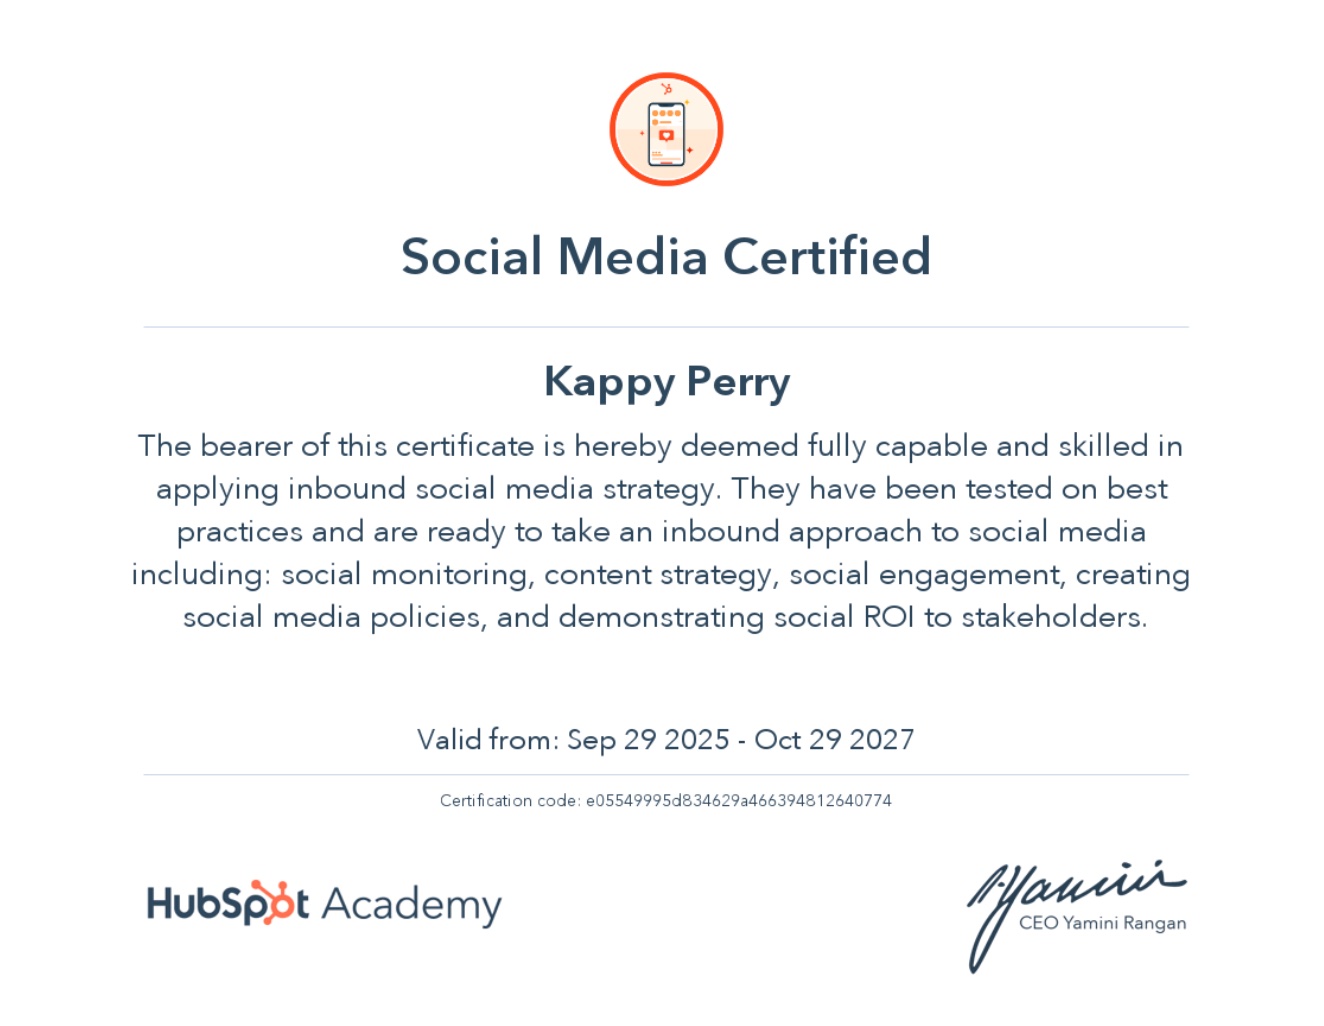 Social Media Certified
Kappy Perry
The bearer of this certificate is hereby deemed fully capable and skilled in
applying inbound social media strategy. They have been tested on best
practices and are ready to take an inbound approach to social media
including: social monitoring, content strategy, social engagement, creating
social media policies, and demonstrating social ROI to stakeholders.
Valid from: Sep 29 2025 - Oct 29 2027
Certification code: e05549995d834629a466394812640774
HubSpot Academy
Yamini
CEO Yamini Rangan